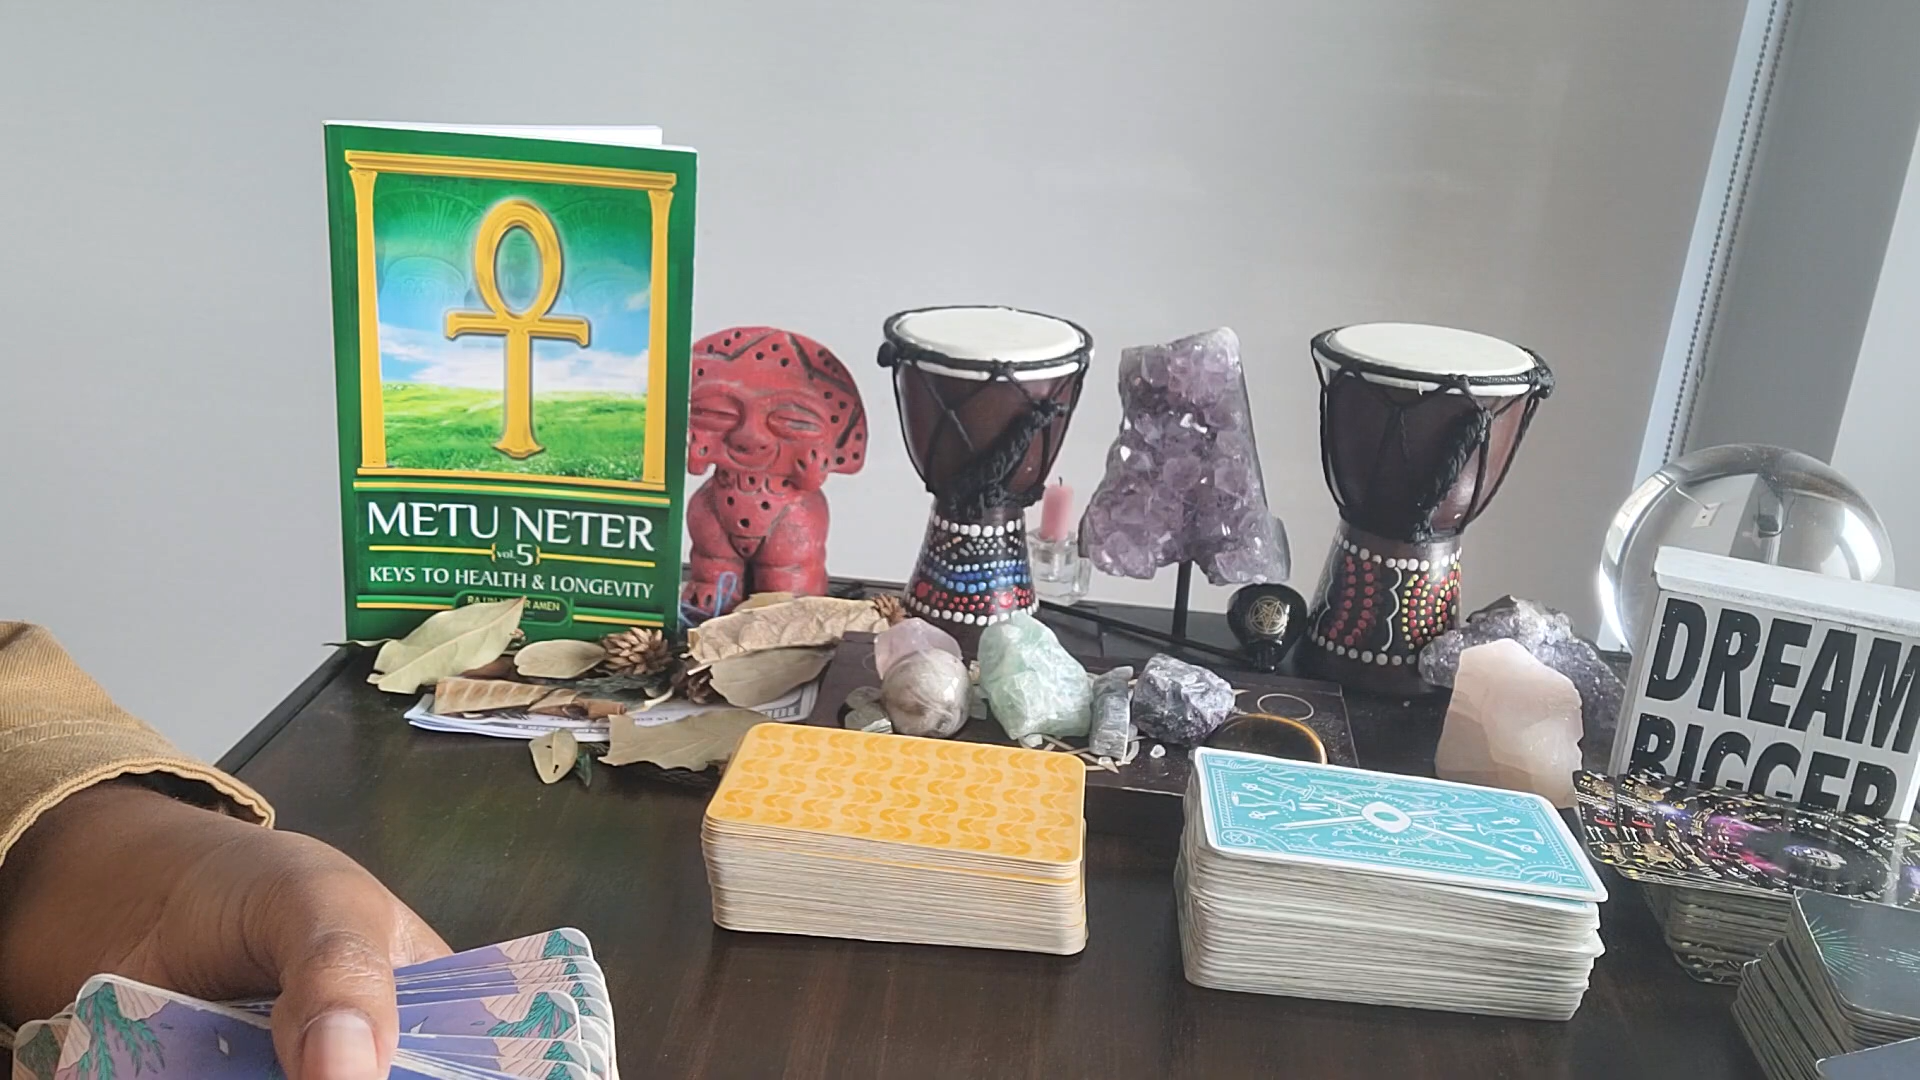 METU NETER
vol. 5
KEYS TO HEALTH & LONGEVITY
RA UN NEFER AMEN
DREAM
BIGGER